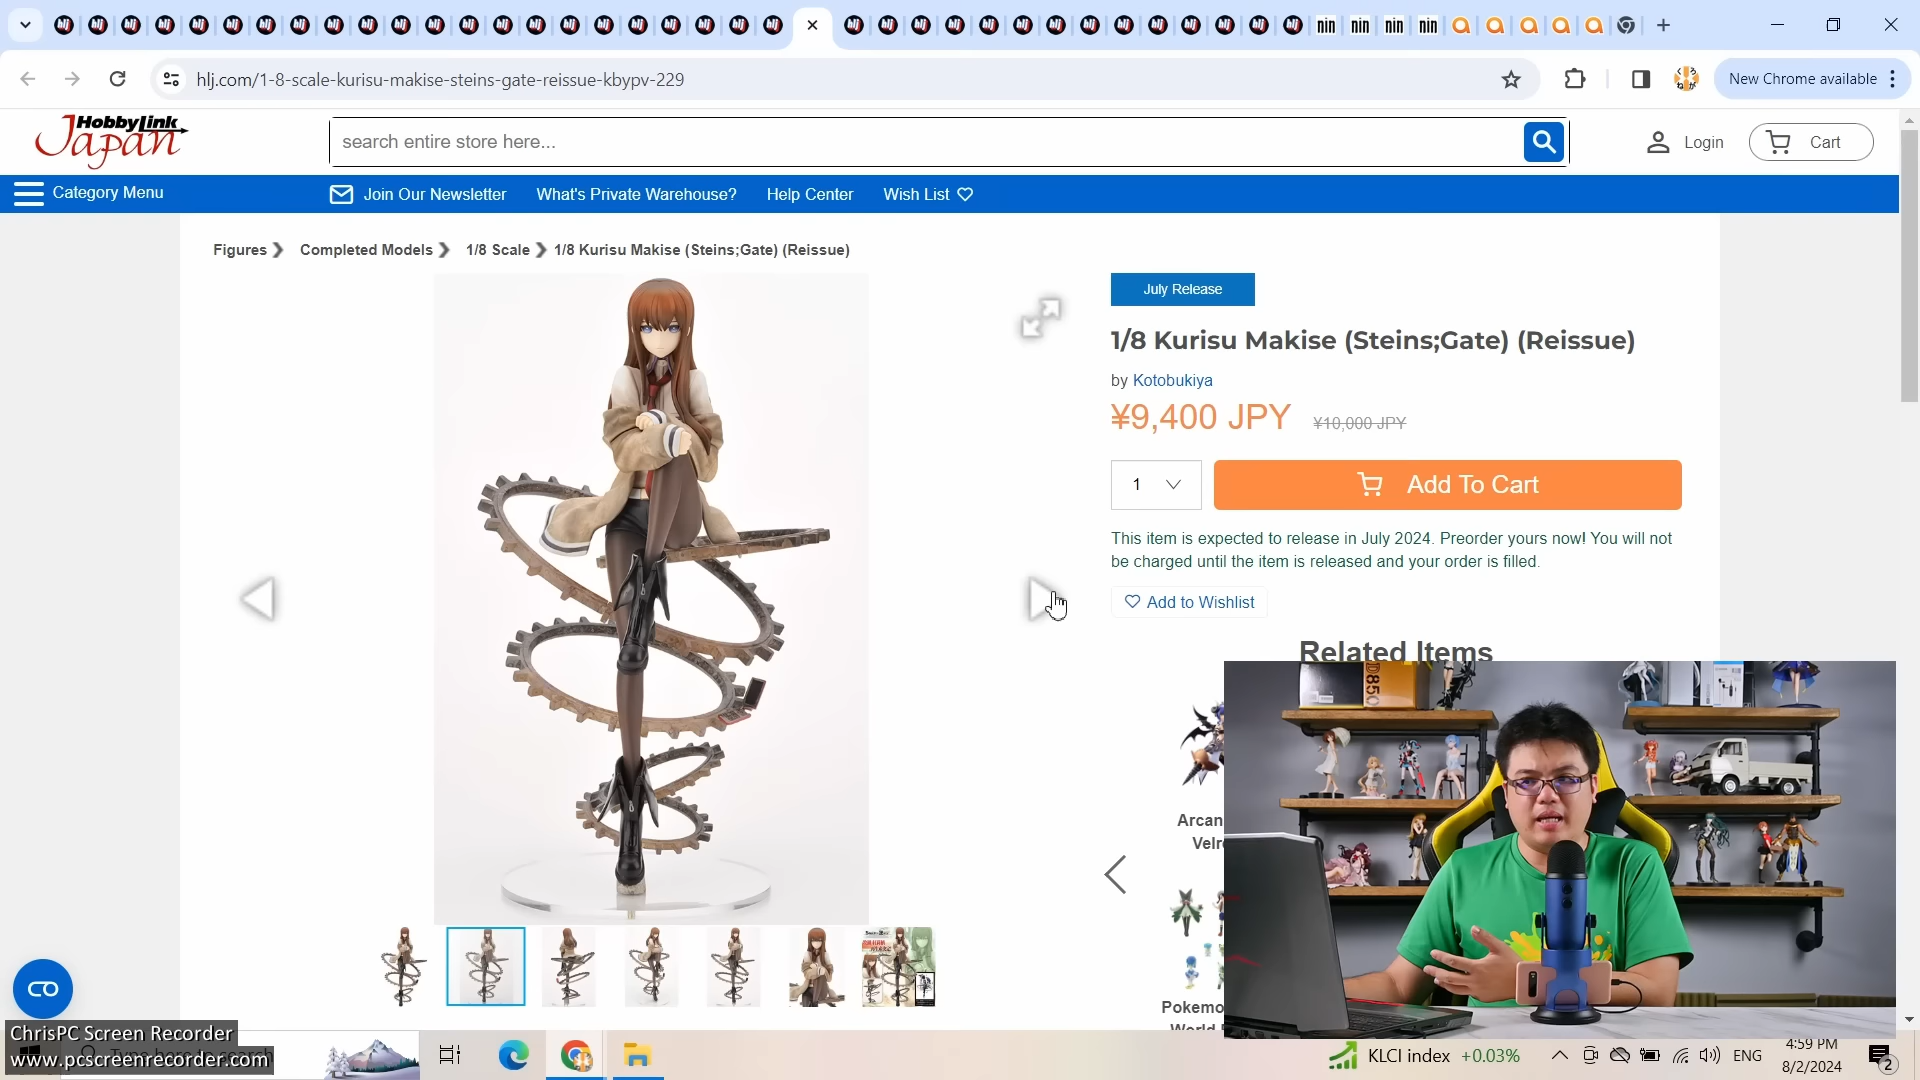 hlj.com/1-8-scale-kurisu-makise-steins-gate-reissue-kbypv-229
New Chrome available
HobbyLink
Japan
search entire store here...
Login
Cart
Category Menu
Join Our Newsletter
What's Private Warehouse?
Help Center
Wish List
Figures
Completed Models
1/8 Scale
1/8 Kurisu Makise (Steins;Gate) (Reissue)
July Release
1/8 Kurisu Makise (Steins;Gate) (Reissue)
by Kotobukiya
¥9,400 JPY ¥10,000 JPY
1
Add To Cart
This item is expected to release in July 2024. Preorder yours now! You will not
be charged until the item is released and your order is filled.
Add to Wishlist
Related Items
Arcan
Velre
Pokemo
World
D850
ChrisPC Screen Recorder
www.pcscreenrecorder.com
KLCI index +0.03%
ENG
4:59 PM
8/2/2024
2